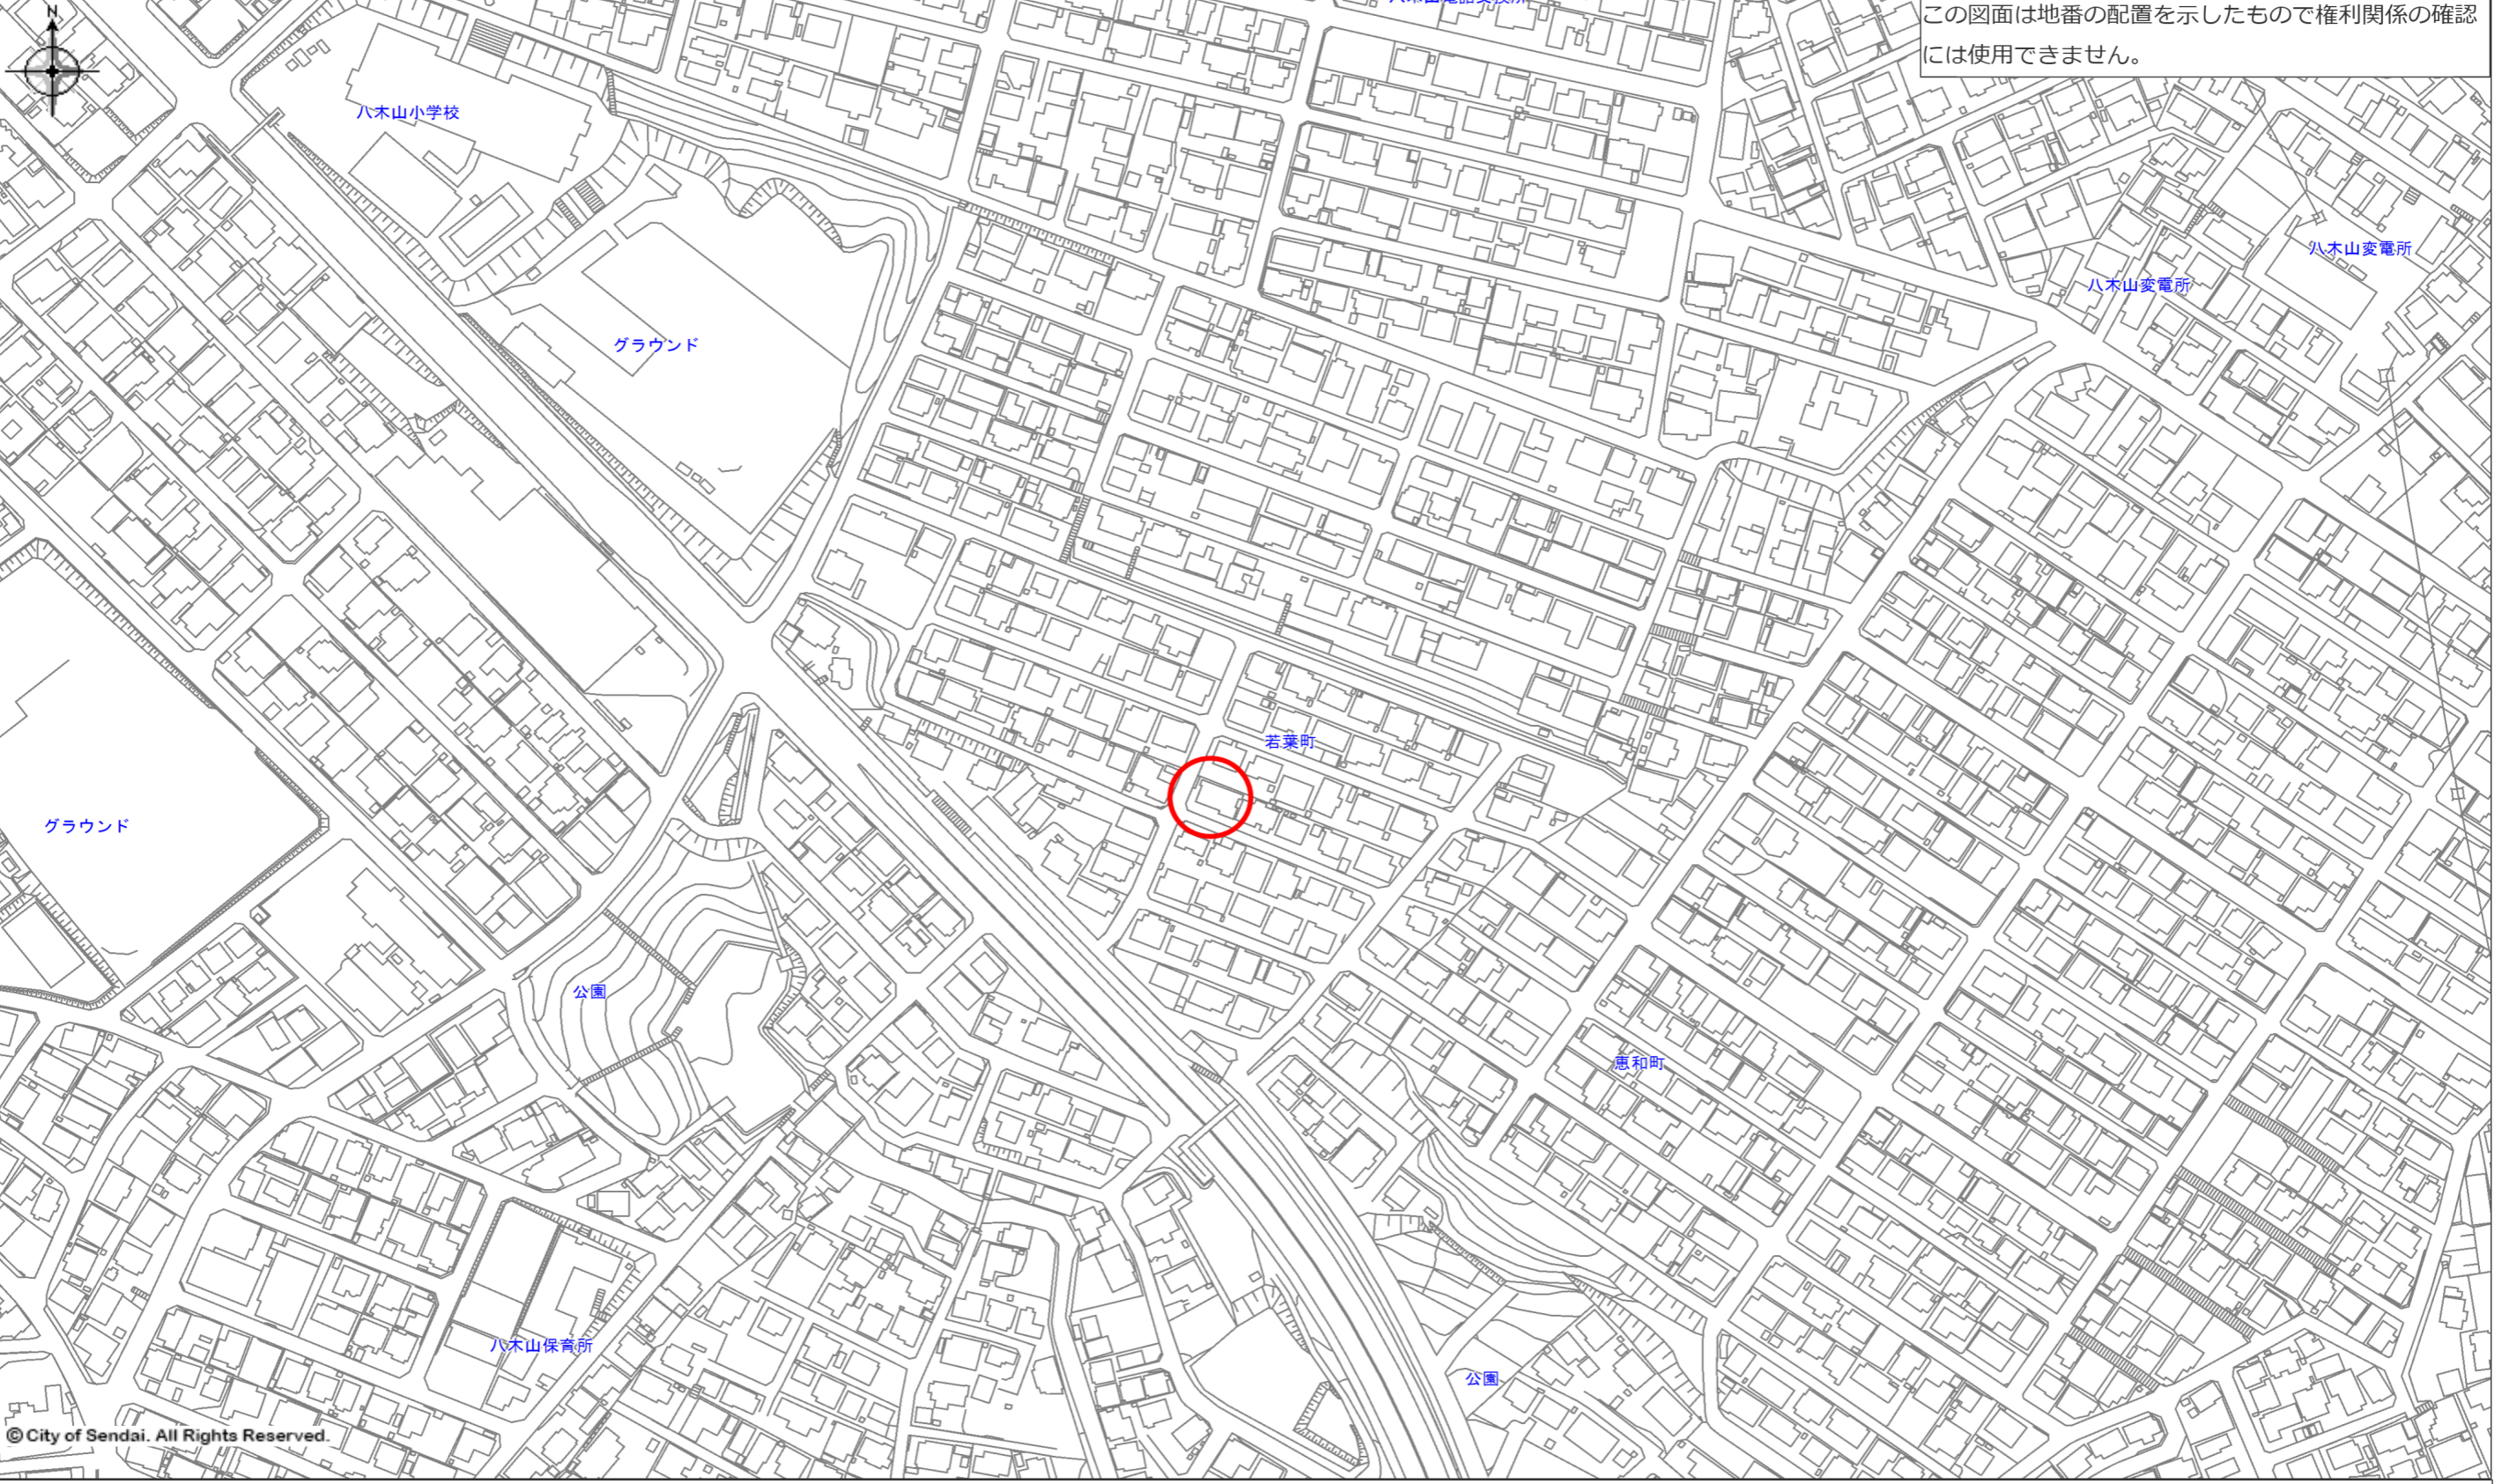 この図面は地番の配置を示したもので権利関係の確認
には使用できません。
N
八木山小学校
八木山変電所
八木山変電所
グラウンド
若葉町
グラウンド
公園
恵和町
八木山保育所
公園
© City of Sendai. All Rights Reserved.